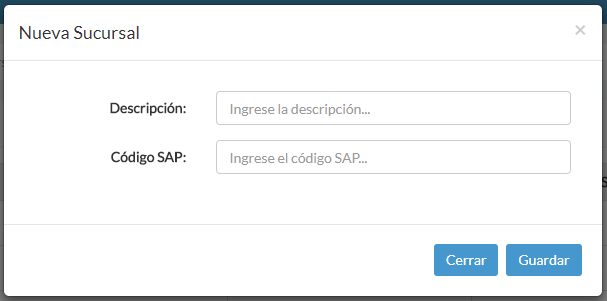 Nueva Sucursal
×
Descripción: Ingrese la descripción...
Código SAP: Ingrese el código SAP...
Cerrar Guardar